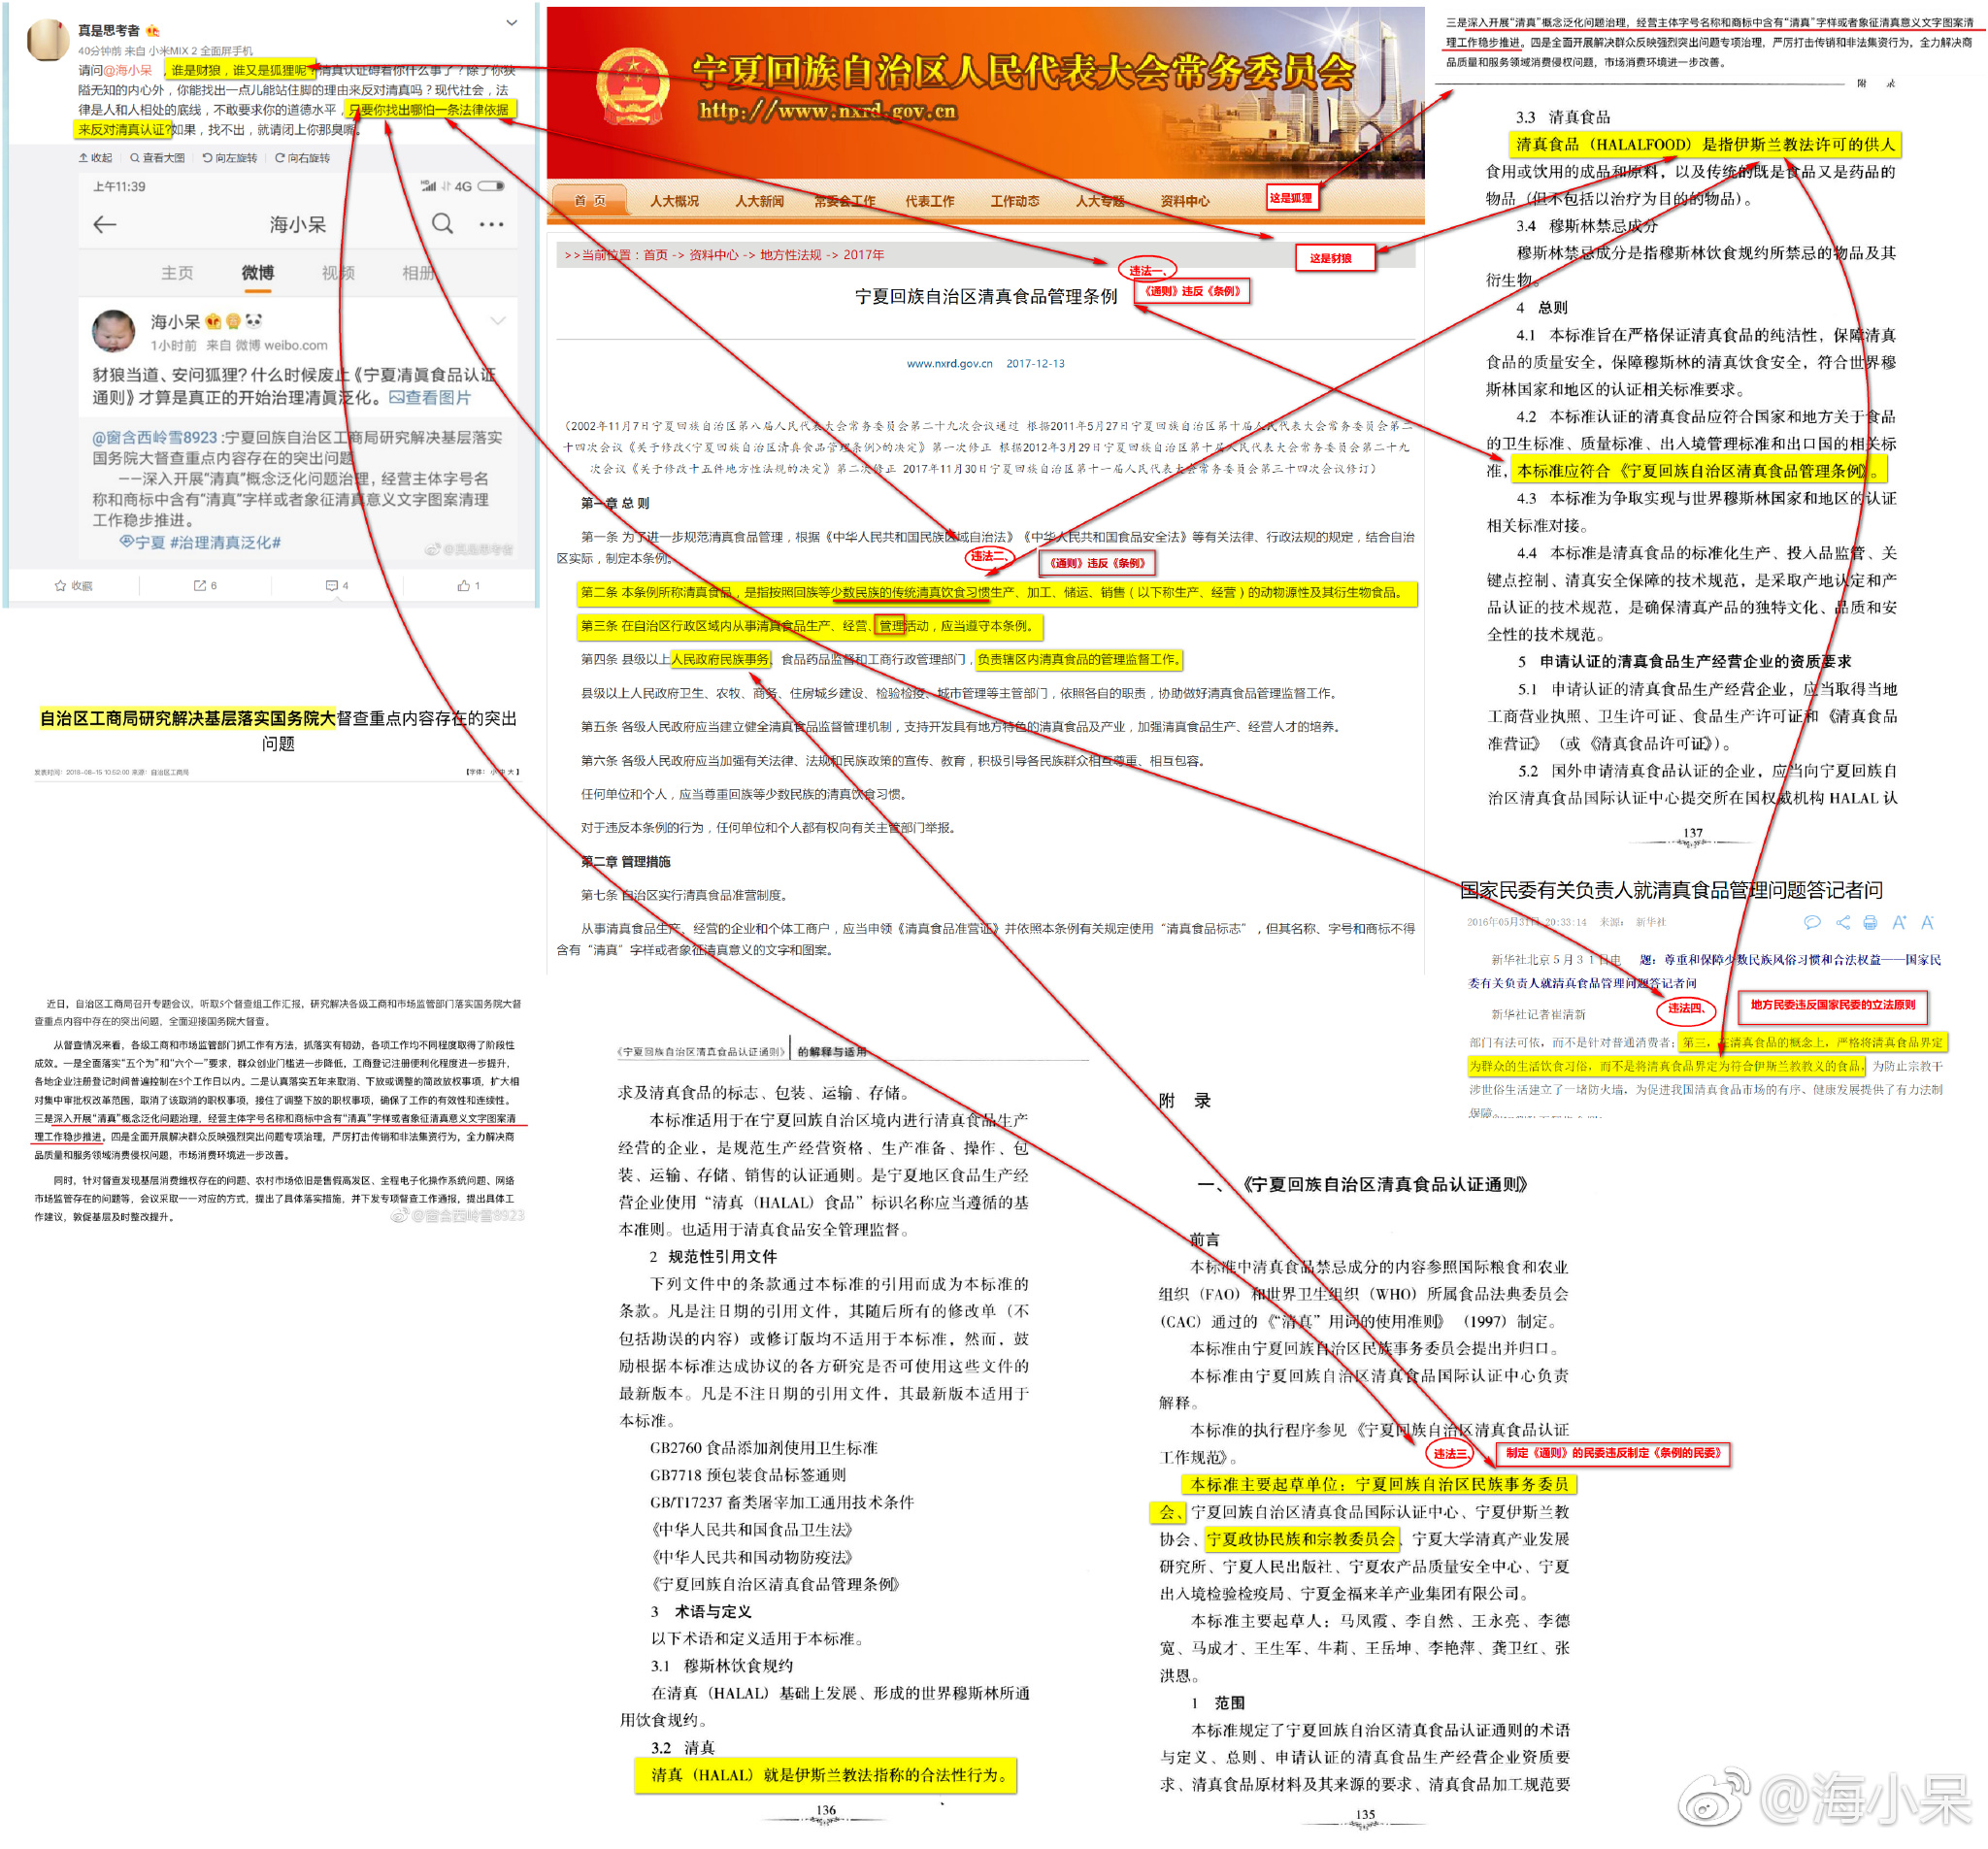 真是思考者
40分钟前 来自 小米MIX 2 全面屏手机
请问@海小呆 ，谁是财狼，谁又是狐狸呢？清真认证碍着你什么事了？除了你狭
隘无知的内心外，你能找出一点儿能站住脚的理由来反对清真吗？现代社会，法
律是人和人相处的底线，不敢要求你的道德水平，只要你找出哪怕一条法律依据
来反对清真认证?如果，找不出，就请闭上你那臭嘴。
收起 查看大图 向左旋转 向右旋转
上午11:39
4G
海小呆
主页 微博 视频 相册
海小呆
1小时前 来自 微博 weibo.com
豺狼当道、安问狐狸？什么时候废止《宁夏清真食品认证
通则》才算是真正的开始治理清真泛化。查看图片
@窗含西岭雪8923 :宁夏回族自治区工商局研究解决基层落实
国务院大督查重点内容存在的突出问题
——深入开展“清真”概念泛化问题治理，经营主体字号名
称和商标中含有“清真”字样或者象征清真意义文字图案清理
工作稳步推进。
宁夏 #治理清真泛化#
@真是思考者
收藏 6 4 1
自治区工商局研究解决基层落实国务院大督查重点内容存在的突出
问题
发表时间：2018-08-15 10:52:00 来源：自治区工商局
【字体： 小 中 大 】
近日，自治区工商局召开专题会议，听取5个督查组工作汇报，研究解决各级工商和市场监管部门落实国务院大督
查重点内容中存在的突出问题，全面迎接国务院大督查。
从督查情况来看，各级工商和市场监管部门抓工作有方法，抓落实有韧劲，各项工作均不同程度取得了阶段性
成效。一是全面落实“五个为”和“六个一”要求，群众创业门槛进一步降低，工商登记注册便利化程度进一步提升，
各地企业注册登记时间普遍控制在5个工作日以内。二是认真落实五年来取消、下放或调整的简政放权事项，扩大相
对集中审批权改革范围，取消了该取消的职权事项，接住了调整下放的职权事项，确保了工作的有效性和连续性。
三是深入开展“清真”概念泛化问题治理，经营主体字号名称和商标中含有“清真”字样或者象征清真意义文字图案清
理工作稳步推进。四是全面开展解决群众反映强烈突出问题专项治理，严厉打击传销和非法集资行为，全力解决商
品质量和服务领域消费侵权问题，市场消费环境进一步改善。
同时，针对督查发现基层消费维权存在的问题、农村市场依旧是售假高发区、全程电子化操作系统问题、网络
市场监管存在的问题等，会议采取一一对应的方式，提出了具体落实措施，并下发专项督查工作通报，提出具体工
作建议，敦促基层及时整改提升。
@窗含西岭雪8923
宁夏回族自治区人民代表大会常务委员会
http://www.nxrd.gov.cn
首 页 人大概况 人大新闻 常委会工作 代表工作 工作动态 人大专题 资料中心
这是狐狸
>>当前位置：首页 -> 资料中心 -> 地方性法规 -> 2017年
这是豺狼
违法一、
《通则》违反《条例》
宁夏回族自治区清真食品管理条例
www.nxrd.gov.cn 2017-12-13
（2002年11月7日宁夏回族自治区第八届人民代表大会常务委员会第二十九次会议通过 根据2011年5月27日宁夏回族自治区第十届人民代表大会常务委员会第二
十四次会议《关于修改<宁夏回族自治区清真食品管理条例>的决定》第一次修正 根据2012年3月29日宁夏回族自治区第十届人民代表大会常务委员会第二十九
次会议《关于修改十五件地方性法规的决定》第二次修正 2017年11月30日宁夏回族自治区第十一届人民代表大会常务委员会第三十四次会议修订）
第一章 总 则
第一条 为了进一步规范清真食品管理，根据《中华人民共和国民族区域自治法》《中华人民共和国食品安全法》等有关法律、行政法规的规定，结合自治
区实际，制定本条例。
违法二、
《通则》违反《条例》
第二条 本条例所称清真食品，是指按照回族等少数民族的传统清真饮食习惯生产、加工、储运、销售（以下称生产、经营）的动物源性及其衍生物食品。
第三条 在自治区行政区域内从事清真食品生产、经营、管理活动，应当遵守本条例。
第四条 县级以上人民政府民族事务、食品药品监督和工商行政管理部门，负责辖区内清真食品的管理监督工作。
县级以上人民政府卫生、农牧、商务、住房城乡建设、检验检疫、城市管理等主管部门，依照各自的职责，协助做好清真食品管理监督工作。
第五条 各级人民政府应当建立健全清真食品监督管理机制，支持开发具有地方特色的清真食品及产业，加强清真食品生产、经营人才的培养。
第六条 各级人民政府应当加强有关法律、法规和民族政策的宣传、教育，积极引导各民族群众相互尊重、相互包容。
任何单位和个人，应当尊重回族等少数民族的清真饮食习惯。
对于违反本条例的行为，任何单位和个人都有权向有关主管部门举报。
第二章 管理措施
第七条 自治区实行清真食品准营制度。
从事清真食品生产、经营的企业和个体工商户，应当申领《清真食品准营证》并依照本条例有关规定使用“清真食品标志”，但其名称、字号和商标不得
含有“清真”字样或者象征清真意义的文字和图案。
《宁夏回族自治区清真食品认证通则》 的解释与适用
求及清真食品的标志、包装、运输、存储。
本标准适用于在宁夏回族自治区境内进行清真食品生产
经营的企业，是规范生产经营资格、生产准备、操作、包
装、运输、存储、销售的认证通则。是宁夏地区食品生产经
营企业使用“清真（HALAL）食品”标识名称应当遵循的基
本准则。也适用于清真食品安全管理监督。
2 规范性引用文件
下列文件中的条款通过本标准的引用而成为本标准的
条款。凡是注日期的引用文件，其随后所有的修改单（不
包括勘误的内容）或修订版均不适用于本标准，然而，鼓
励根据本标准达成协议的各方研究是否可使用这些文件的
最新版本。凡是不注日期的引用文件，其最新版本适用于
本标准。
GB2760 食品添加剂使用卫生标准
GB7718 预包装食品标签通则
GB/T17237 畜类屠宰加工通用技术条件
《中华人民共和国食品卫生法》
《中华人民共和国动物防疫法》
《宁夏回族自治区清真食品管理条例》
3 术语与定义
以下术语和定义适用于本标准。
3.1 穆斯林饮食规约
在清真（HALAL）基础上发展、形成的世界穆斯林所通
用饮食规约。
3.2 清真
清真（HALAL）就是伊斯兰教法指称的合法性行为。
136
附 录
一、《宁夏回族自治区清真食品认证通则》
前言
本标准中清真食品禁忌成分的内容参照国际粮食和农业
组织（FAO）和世界卫生组织（WHO）所属食品法典委员会
(CAC）通过的《“清真”用词的使用准则》（1997）制定。
本标准由宁夏回族自治区民族事务委员会提出并归口。
本标准由宁夏回族自治区清真食品国际认证中心负责
解释。
本标准的执行程序参见《宁夏回族自治区清真食品认证
工作规范》。
违法三、
制定《通则》的民委违反制定《条例的民委》
本标准主要起草单位：宁夏回族自治区民族事务委员
会、宁夏回族自治区清真食品国际认证中心、宁夏伊斯兰教
协会、宁夏政协民族和宗教委员会、宁夏大学清真产业发展
研究所、宁夏人民出版社、宁夏农产品质量安全中心、宁夏
出入境检验检疫局、宁夏金福来羊产业集团有限公司。
本标准主要起草人：马凤霞、李自然、王永亮、李德
宽、马成才、王生军、牛莉、王岳坤、李艳萍、龚卫红、张
洪恩。
1 范围
本标准规定了宁夏回族自治区清真食品认证通则的术语
与定义、总则、申请认证的清真食品生产经营企业资质要
求、清真食品原材料及其来源的要求、清真食品加工规范要
135
三是深入开展“清真”概念泛化问题治理，经营主体字号名称和商标中含有“清真”字样或者象征清真意义文字图案清
理工作稳步推进。四是全面开展解决群众反映强烈突出问题专项治理，严厉打击传销和非法集资行为，全力解决商
品质量和服务领域消费侵权问题，市场消费环境进一步改善。
附 录
3.3 清真食品
清真食品（HALALFOOD）是指伊斯兰教法许可的供人
食用或饮用的成品和原料，以及传统的既是食品又是药品的
物品（但不包括以治疗为目的的物品）。
3.4 穆斯林禁忌成分
穆斯林禁忌成分是指穆斯林饮食规约所禁忌的物品及其
衍生物。
4 总则
4.1 本标准旨在严格保证清真食品的纯洁性，保障清真
食品的质量安全，保障穆斯林的清真饮食安全，符合世界穆
斯林国家和地区的认证相关标准要求。
4.2 本标准认证的清真食品应符合国家和地方关于食品
的卫生标准、质量标准、出入境管理标准和出口国的相关标
准，本标准应符合《宁夏回族自治区清真食品管理条例》。
4.3 本标准为争取实现与世界穆斯林国家和地区的认证
相关标准对接。
4.4 本标准是清真食品的标准化生产、投入品监管、关
键点控制、清真安全保障的技术规范，是采取产地认定和产
品认证的技术规范，是确保清真产品的独特文化、品质和安
全性的技术规范。
5 申请认证的清真食品生产经营企业的资质要求
5.1 申请认证的清真食品生产经营企业，应当取得当地
工商营业执照、卫生许可证、食品生产许可证和《清真食品
准营证》（或《清真食品许可证》）。
5.2 国外申请清真食品认证的企业，应当向宁夏回族自
治区清真食品国际认证中心提交所在国权威机构 HALAL 认
137
国家民委有关负责人就清真食品管理问题答记者问
2016年05月31日 20:33:14 来源： 新华社
新华社北京５月３１日电 题：尊重和保障少数民族风俗习惯和合法权益——国家民
委有关负责人就清真食品管理问题答记者问
违法四、
地方民委违反国家民委的立法原则
新华社记者崔清新
部门有法可依，而不是针对普通消费者；第三，在清真食品的概念上，严格将清真食品界定
为群众的生活饮食习俗，而不是将清真食品界定为符合伊斯兰教教义的食品，为防止宗教干
涉世俗生活建立了一堵防火墙，为促进我国清真食品市场的有序、健康发展提供了有力法制
保障。
@海小呆